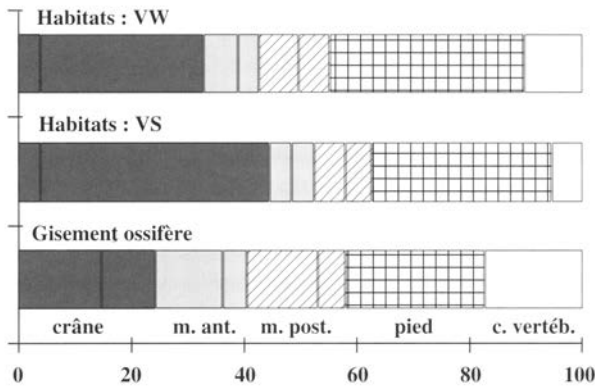 Habitats : VW
Habitats : VS
Gisement ossifère
crâne m. ant. m. post. pied c. vertéb.
0 20 40 60 80 100